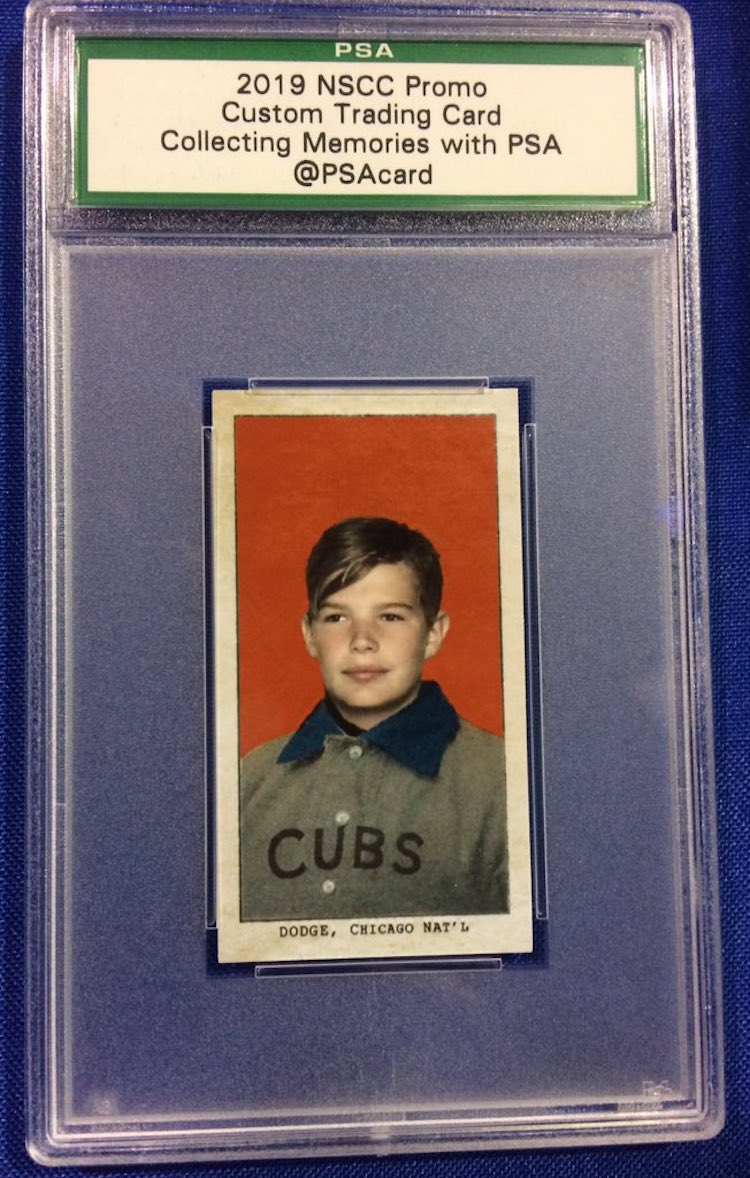 PSA
2019 NSCC Promo
Custom Trading Card
Collecting Memories with PSA
@PSAcard
CUBS
DODGE, CHICAGO NAT'L